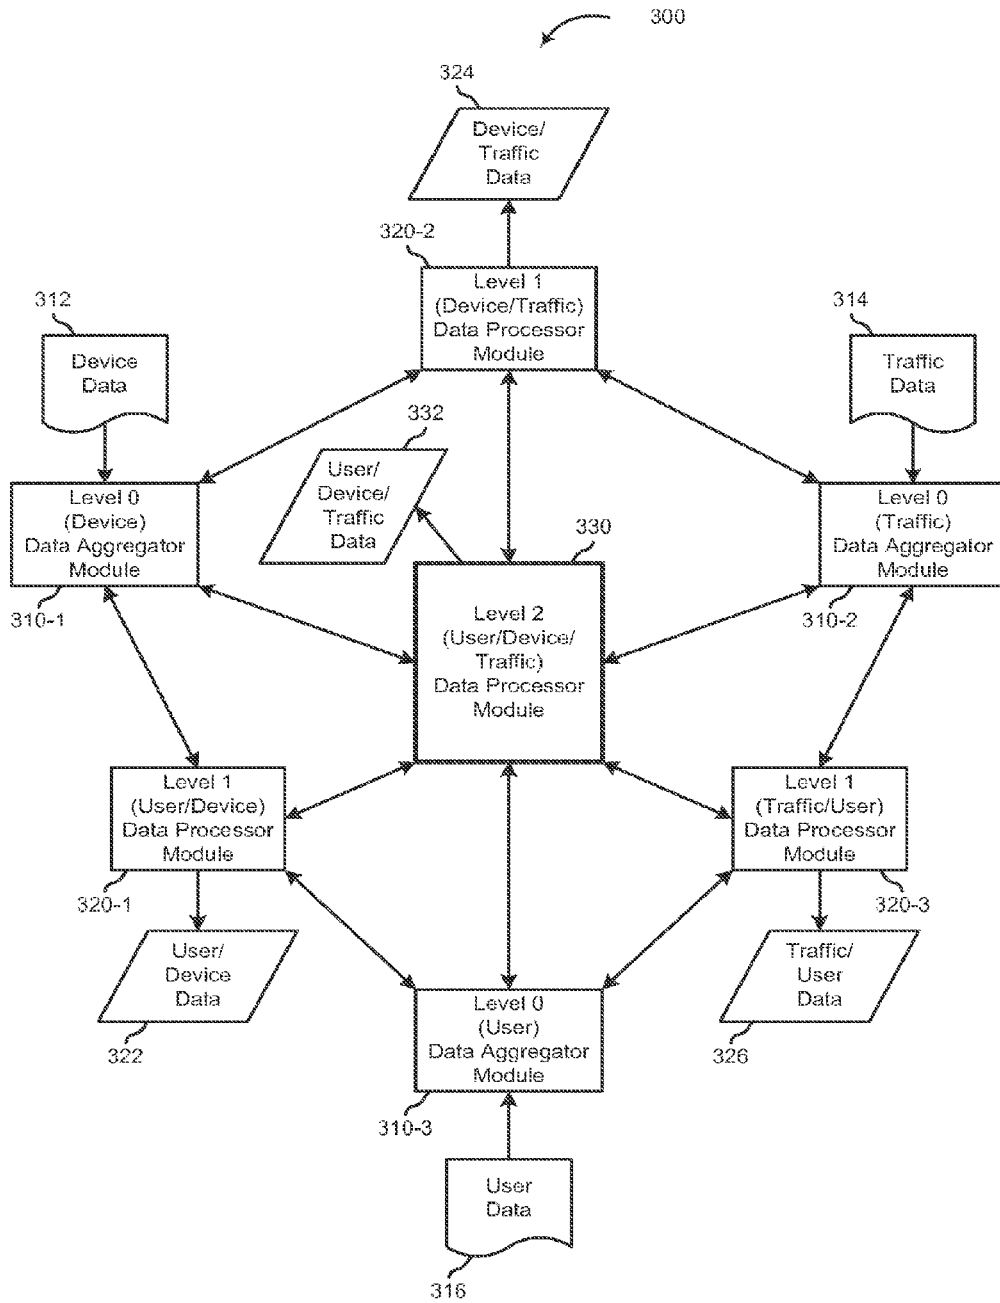 300
324
Device/
Traffic
Data
320-2
Level 1
(Device/Traffic)
Data Processor
Module
312
Device
Data
314
Traffic
Data
332
User/
Device/
Traffic
Data
Level 0
(Device)
Data Aggregator
Module
310-1
Level 0
(Traffic)
Data Aggregator
Module
310-2
330
Level 2
(User/Device/
Traffic)
Data Processor
Module
Level 1
(User/Device)
Data Processor
Module
320-1
Level 1
(Traffic/User)
Data Processor
Module
320-3
User/
Device
Data
322
Traffic/
User
Data
326
Level 0
(User)
Data Aggregator
Module
310-3
User
Data
316